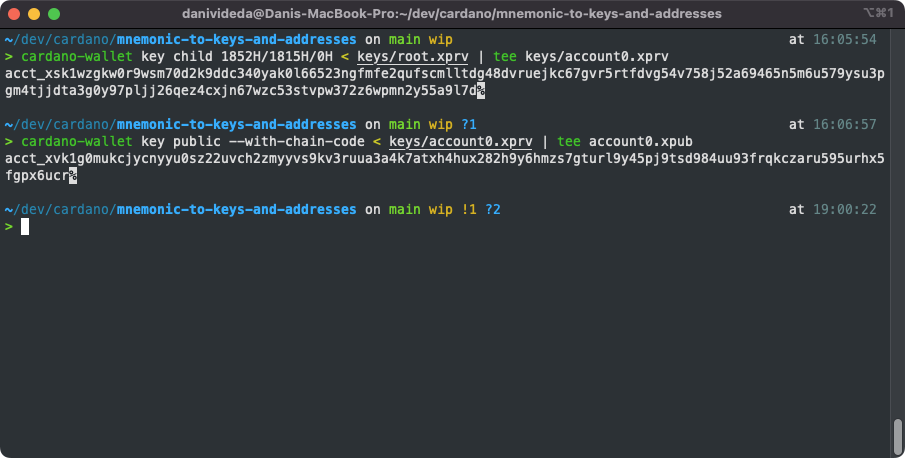 danivideda@Danis-MacBook-Pro:~/dev/cardano/mnemonic-to-keys-and-addresses ⌥⌘1
~/dev/cardano/mnemonic-to-keys-and-addresses on main wip at 16:05:54
> cardano-wallet key child 1852H/1815H/0H < keys/root.xprv | tee keys/account0.xprv
acct_xsk1wzgkw0r9wsm70d2k9ddc340yak0l66523ngfmfe2qufscmlltdg48dvruejkc67gvr5rtfdvg54v758j52a69465n5m6u579ysu3p
gm4tjjdta3g0y97pljj26qez4cxjn67wzc53stvpw372z6wpmn2y55a9l7d%
~/dev/cardano/mnemonic-to-keys-and-addresses on main wip ?1 at 16:06:57
> cardano-wallet key public --with-chain-code < keys/account0.xprv | tee account0.xpub
acct_xvk1g0mukcjycnyyu0sz22uvch2zmyyvs9kv3ruua3a4k7atxh4hux282h9y6hmzs7gturl9y45pj9tsd984uu93frqkczaru595urhx5
fgpx6ucr%
~/dev/cardano/mnemonic-to-keys-and-addresses on main wip !1 ?2 at 19:00:22
>